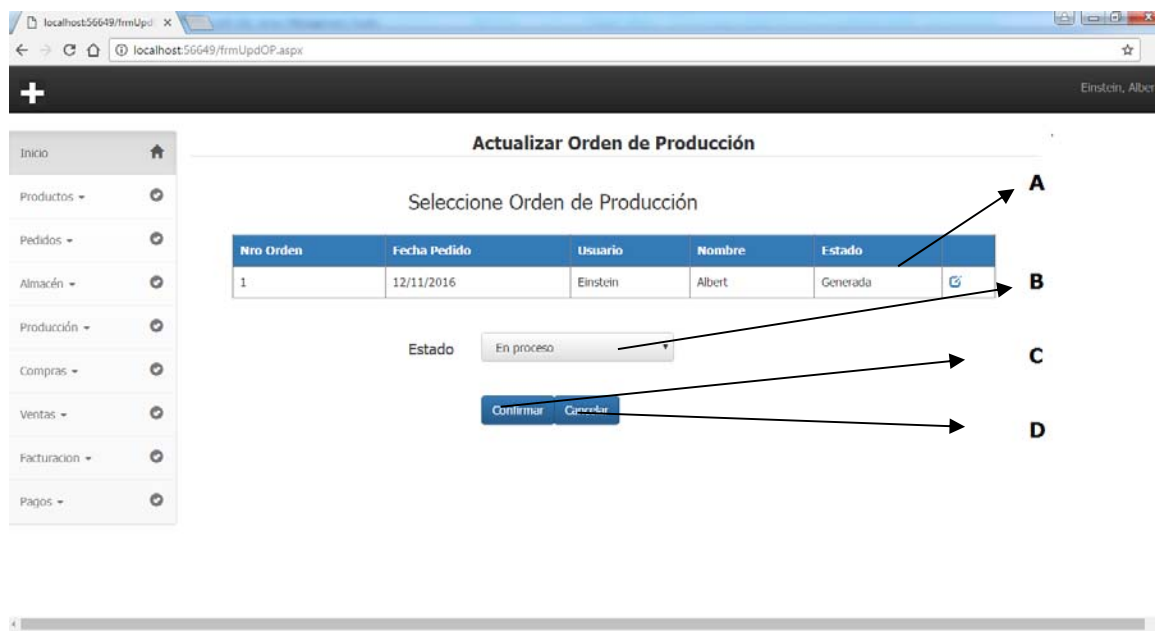 localhost:56649/frmUpd
localhost:56649/frmUpdOP.aspx
Einstein, Alber
Inicio
Productos
Pedidos
Almacén
Producción
Compras
Ventas
Facturacion
Pagos
Actualizar Orden de Producción
Seleccione Orden de Producción
Nro Orden Fecha Pedido Usuario Nombre Estado
1 12/11/2016 Einstein Albert Generada
Estado En proceso
Confirmar Cancelar
A
B
C
D